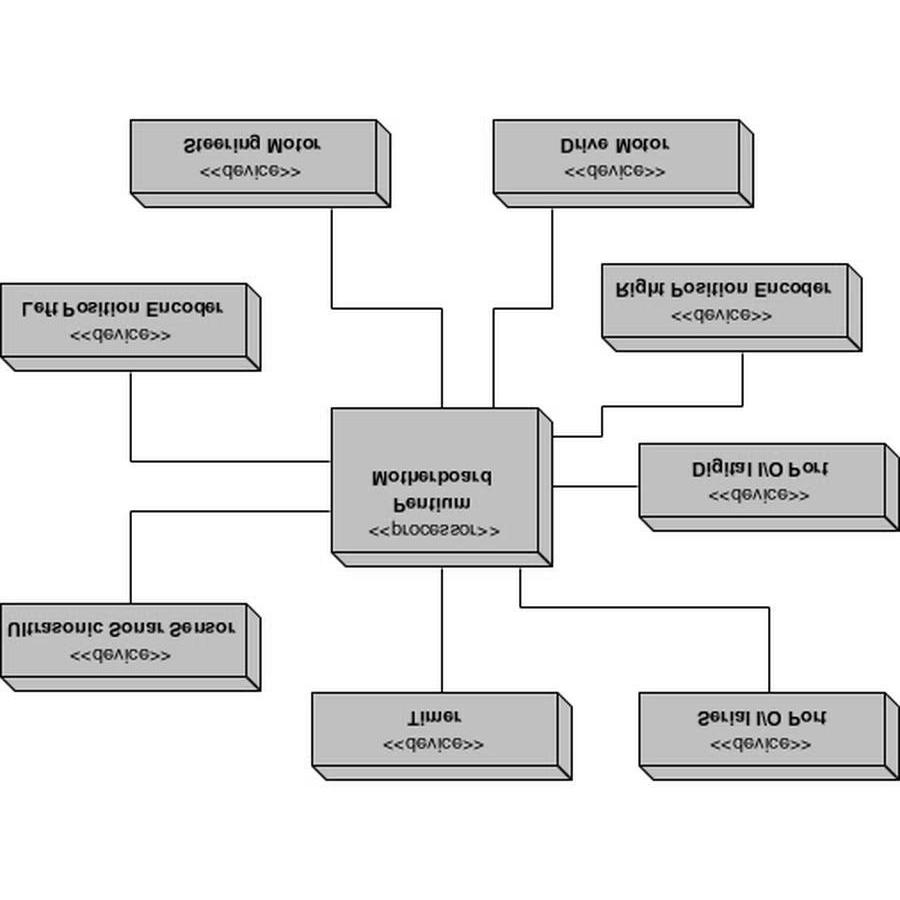 <<device>>
Timer
<<device>>
Serial I/O Port
<<device>>
Ultrasonic Sonar Sensor
<<processor>>
Pentium
Motherboard
<<device>>
Digital I/O Port
<<device>>
Left Position Encoder
<<device>>
Right Position Encoder
<<device>>
Steering Motor
<<device>>
Drive Motor